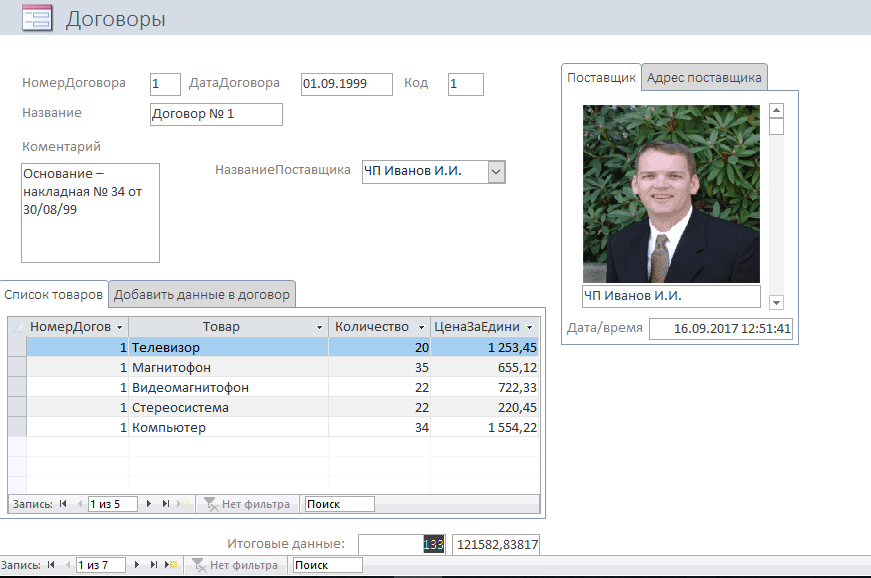 Договоры
НомерДоговора 1 ДатаДоговора 01.09.1999 Код 1
Название Договор № 1
Коментарий
Основание –
накладная № 34 от
30/08/99
НазваниеПоставщика ЧП Иванов И.И.
Поставщик Адрес поставщика
ЧП Иванов И.И.
Дата/время 16.09.2017 12:51:41
Список товаров Добавить данные в договор
НомерДогов Товар Количество ЦенаЗаЕдини
1 Телевизор 20 1 253,45
1 Магнитофон 35 655,12
1 Видеомагнитофон 22 722,33
1 Стереосистема 22 220,45
1 Компьютер 34 1 554,22
Запись: 1 из 5 Нет фильтра Поиск
Итоговые данные: 133 121582,83817
Запись: 1 из 7 Нет фильтра Поиск